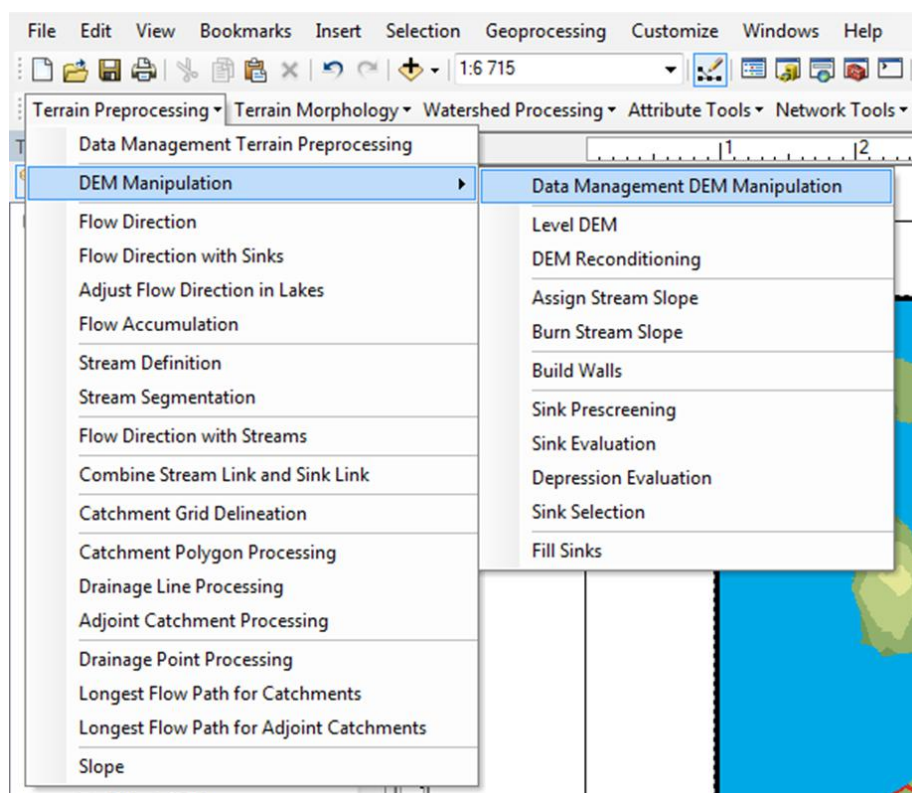 File Edit View Bookmarks Insert Selection Geoprocessing Customize Windows Help
1:6 715
Terrain Preprocessing Terrain Morphology Watershed Processing Attribute Tools Network Tools
T
Data Management Terrain Preprocessing
1 2
DEM Manipulation
Data Management DEM Manipulation
Flow Direction
Level DEM
Flow Direction with Sinks
DEM Reconditioning
Adjust Flow Direction in Lakes
Assign Stream Slope
Flow Accumulation
Burn Stream Slope
Stream Definition
Build Walls
Stream Segmentation
Sink Prescreening
Flow Direction with Streams
Sink Evaluation
Combine Stream Link and Sink Link
Depression Evaluation
Catchment Grid Delineation
Sink Selection
Catchment Polygon Processing
Fill Sinks
Drainage Line Processing
Adjoint Catchment Processing
Drainage Point Processing
Longest Flow Path for Catchments
Longest Flow Path for Adjoint Catchments
Slope